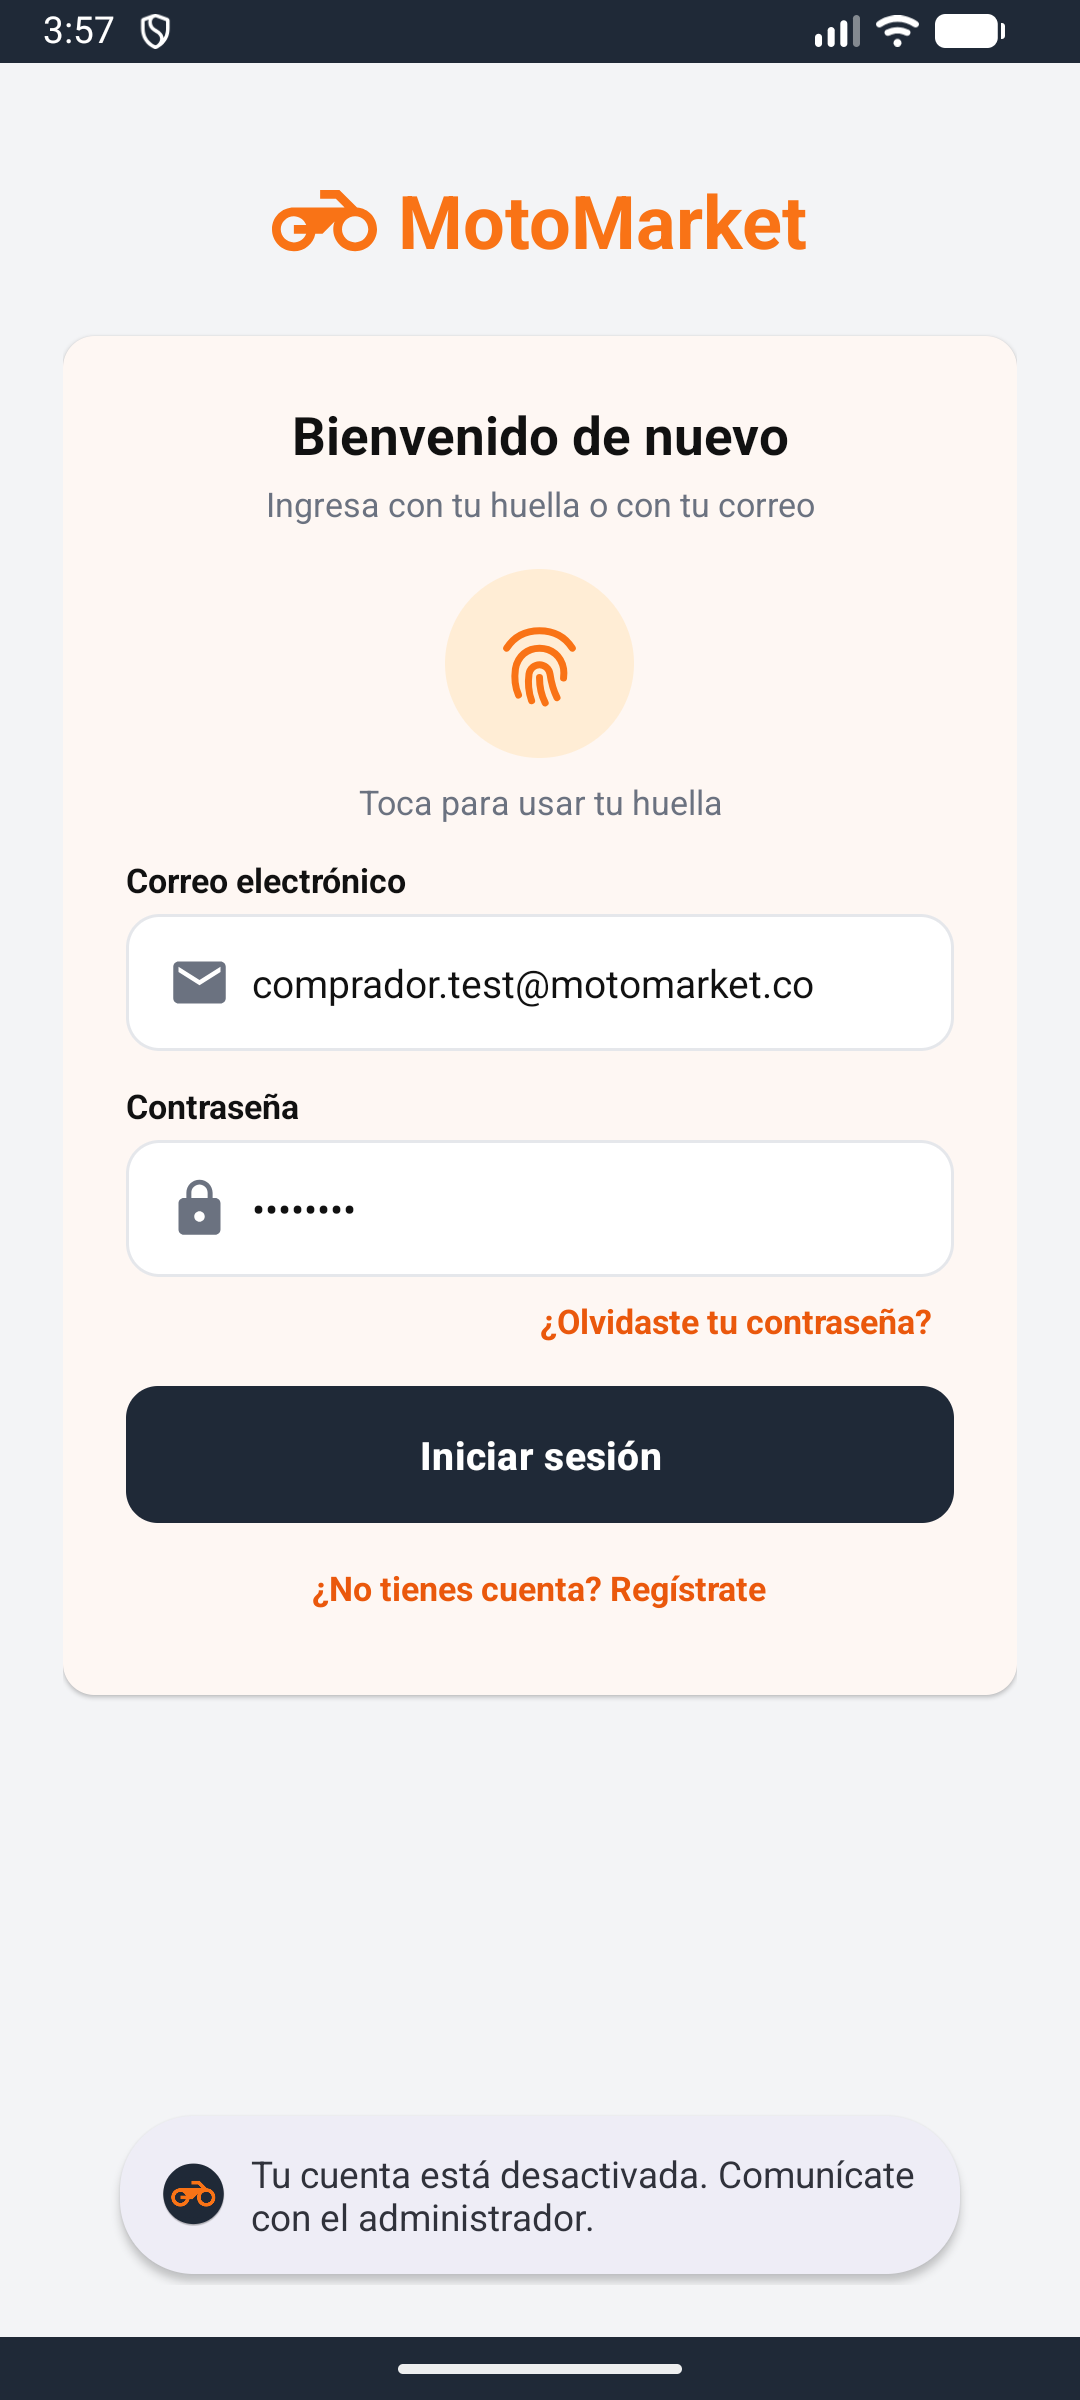 3:57
MotoMarket
Bienvenido de nuevo
Ingresa con tu huella o con tu correo
Toca para usar tu huella
Correo electrónico
comprador.test@motomarket.co
Contraseña
••••••••
¿Olvidaste tu contraseña?
Iniciar sesión
¿No tienes cuenta? Regístrate
Tu cuenta está desactivada. Comunícate
con el administrador.